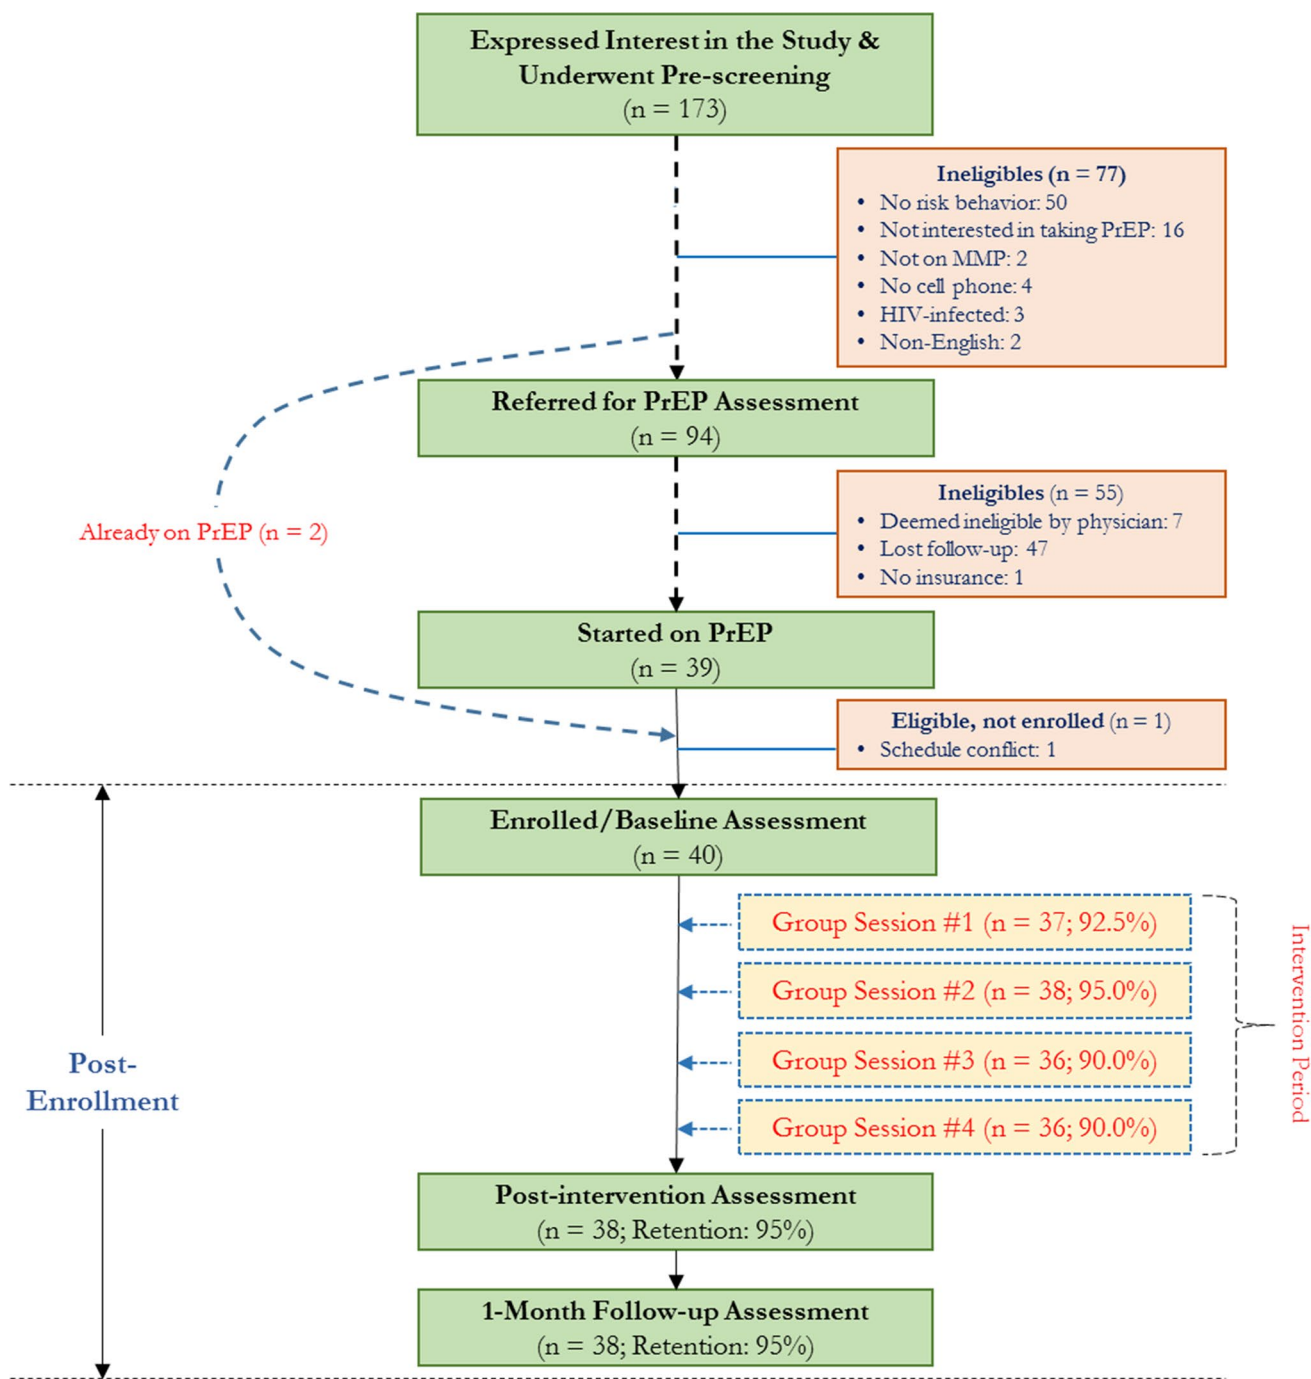 Expressed Interest in the Study &
Underwent Pre-screening
(n = 173)
Ineligibles (n = 77)
• No risk behavior: 50
• Not interested in taking PrEP: 16
• Not on MMP: 2
• No cell phone: 4
• HIV-infected: 3
• Non-English: 2
Referred for PrEP Assessment
(n = 94)
Ineligibles (n = 55)
• Deemed ineligible by physician: 7
• Lost follow-up: 47
• No insurance: 1
Already on PrEP (n = 2)
Started on PrEP
(n = 39)
Eligible, not enrolled (n = 1)
• Schedule conflict: 1
Enrolled/Baseline Assessment
(n = 40)
Group Session #1 (n = 37; 92.5%)
Group Session #2 (n = 38; 95.0%)
Group Session #3 (n = 36; 90.0%)
Group Session #4 (n = 36; 90.0%)
Intervention Period
Post-
Enrollment
Post-intervention Assessment
(n = 38; Retention: 95%)
1-Month Follow-up Assessment
(n = 38; Retention: 95%)